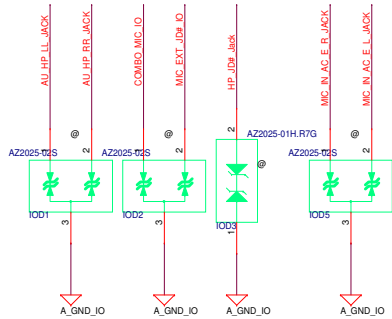 AU_HP_LL_JACK
AU_HP_RR_JACK
COMBO_MIC_IO
MIC_EXT_JD#_IO
HP_JD#_Jack
MIC_IN_AC_E_R_JACK
MIC_IN_AC_E_L_JACK
@
@
AZ2025-01H.R7G
@
@
1
2
1
2
2
1
2
AZ2025-02S
AZ2025-02S
AZ2025-02S
IOD1
IOD2
IOD3
IOD5
3
3
1
3
A_GND_IO
A_GND_IO
A_GND_IO
A_GND_IO